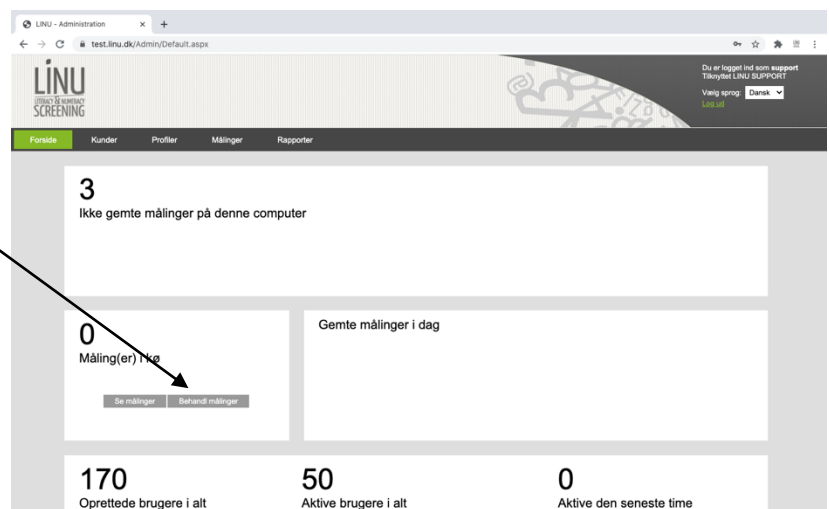 LINU - Administration
test.linu.dk/Admin/Default.aspx
LINU
LITERACY & NUMERACY
SCREENING
Du er logget ind som support
Tilknyttet LINU SUPPORT
Vælg sprog: Dansk
Log ud
Forside Kunder Profiler Målinger Rapporter
3
Ikke gemte målinger på denne computer
0
Måling(er) i kø
Se målinger Behandl målinger
Gemte målinger i dag
170
Oprettede brugere i alt
50
Aktive brugere i alt
0
Aktive den seneste time